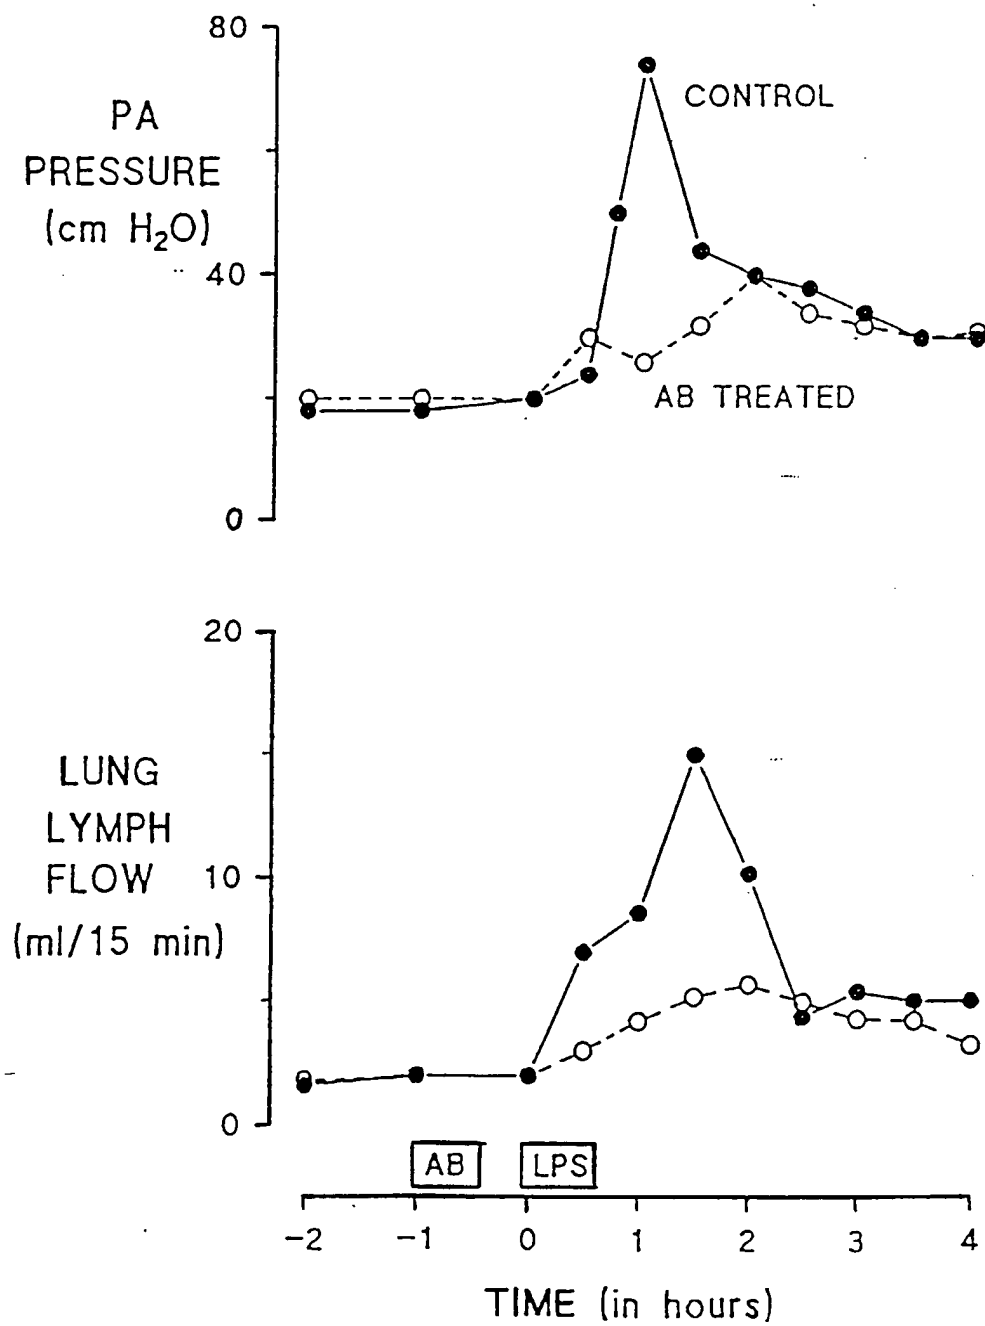 80
PA
PRESSURE
(cm H₂O)
CONTROL
40
AB TREATED
0
20
LUNG
LYMPH
FLOW
(ml/15 min)
10
0
AB LPS
-2 -1 0 1 2 3 4
TIME (in hours)